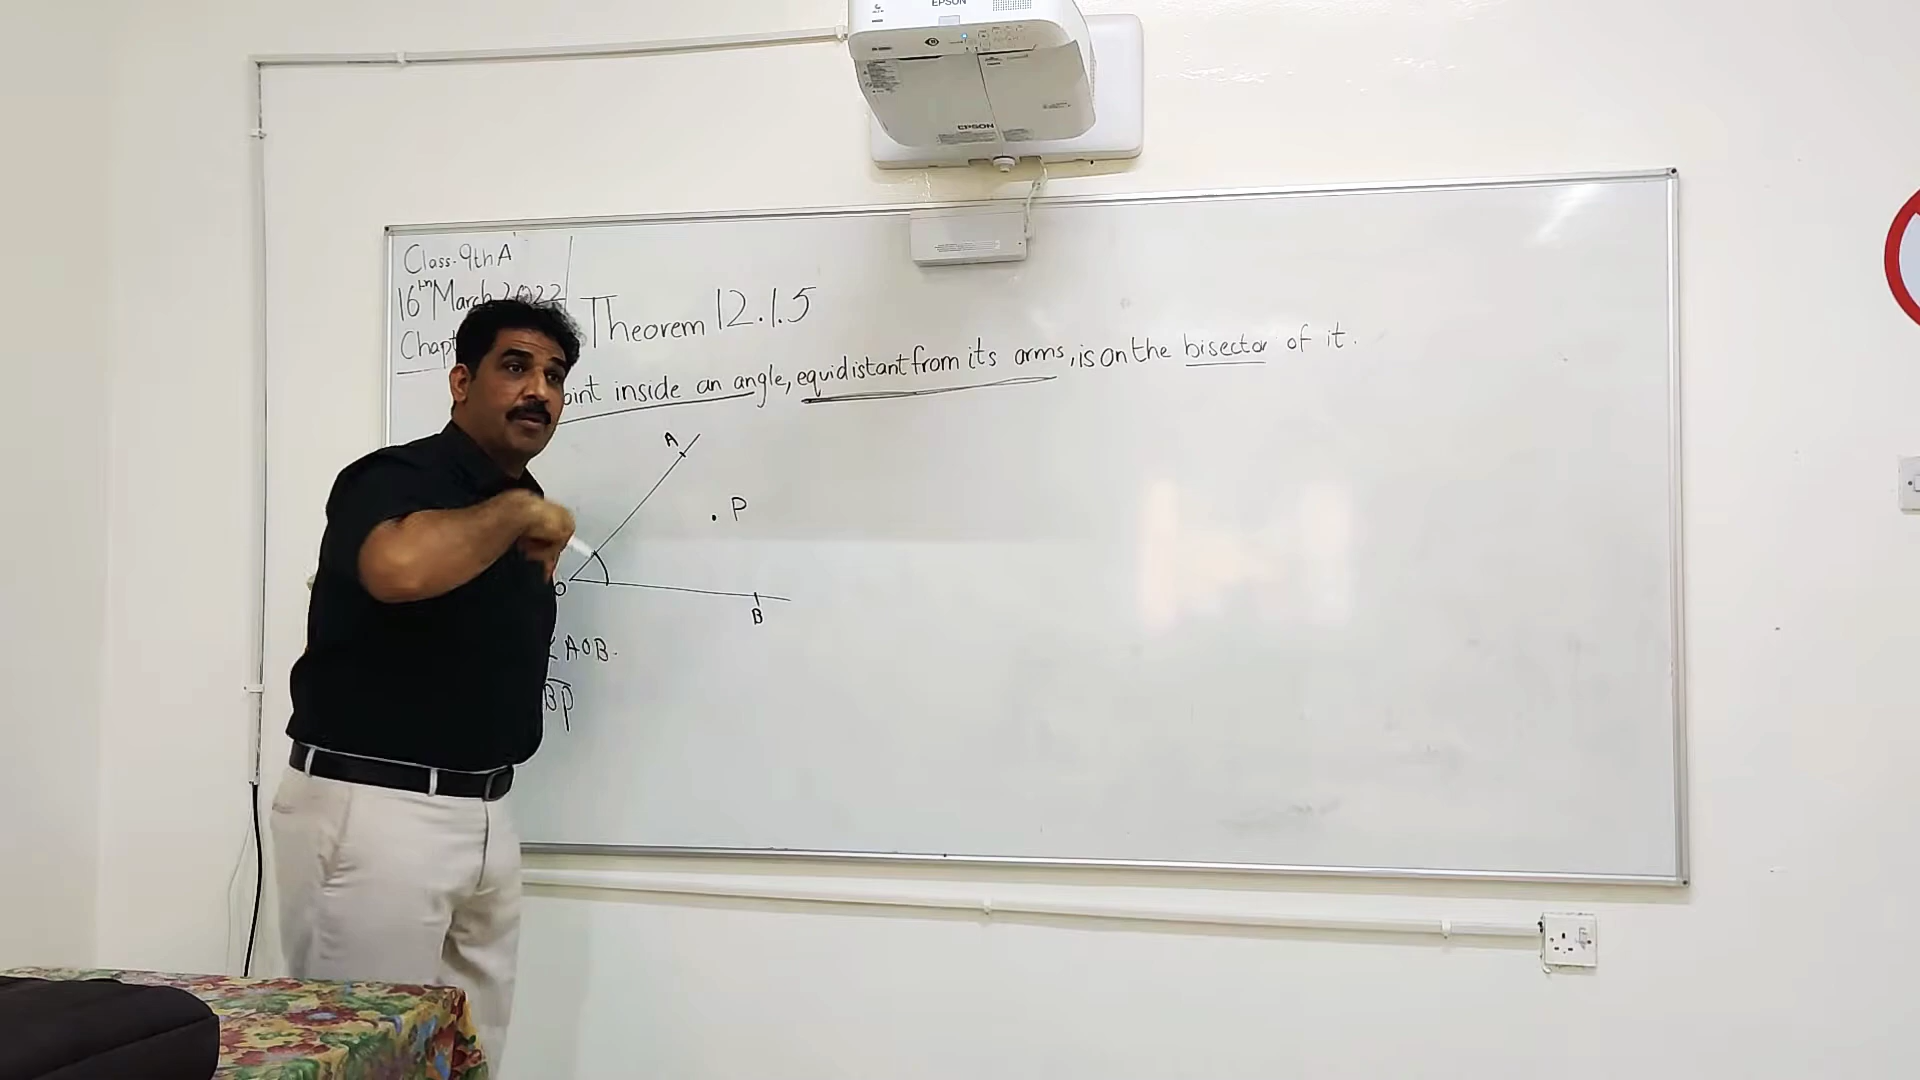 EPSON
EPSON
Class. 9th A
16th March 2022
Theorem 12.1.5
inside an angle, equidistant from its arms, is on the bisector of it.
A
. P
O
B
AOB.
BP